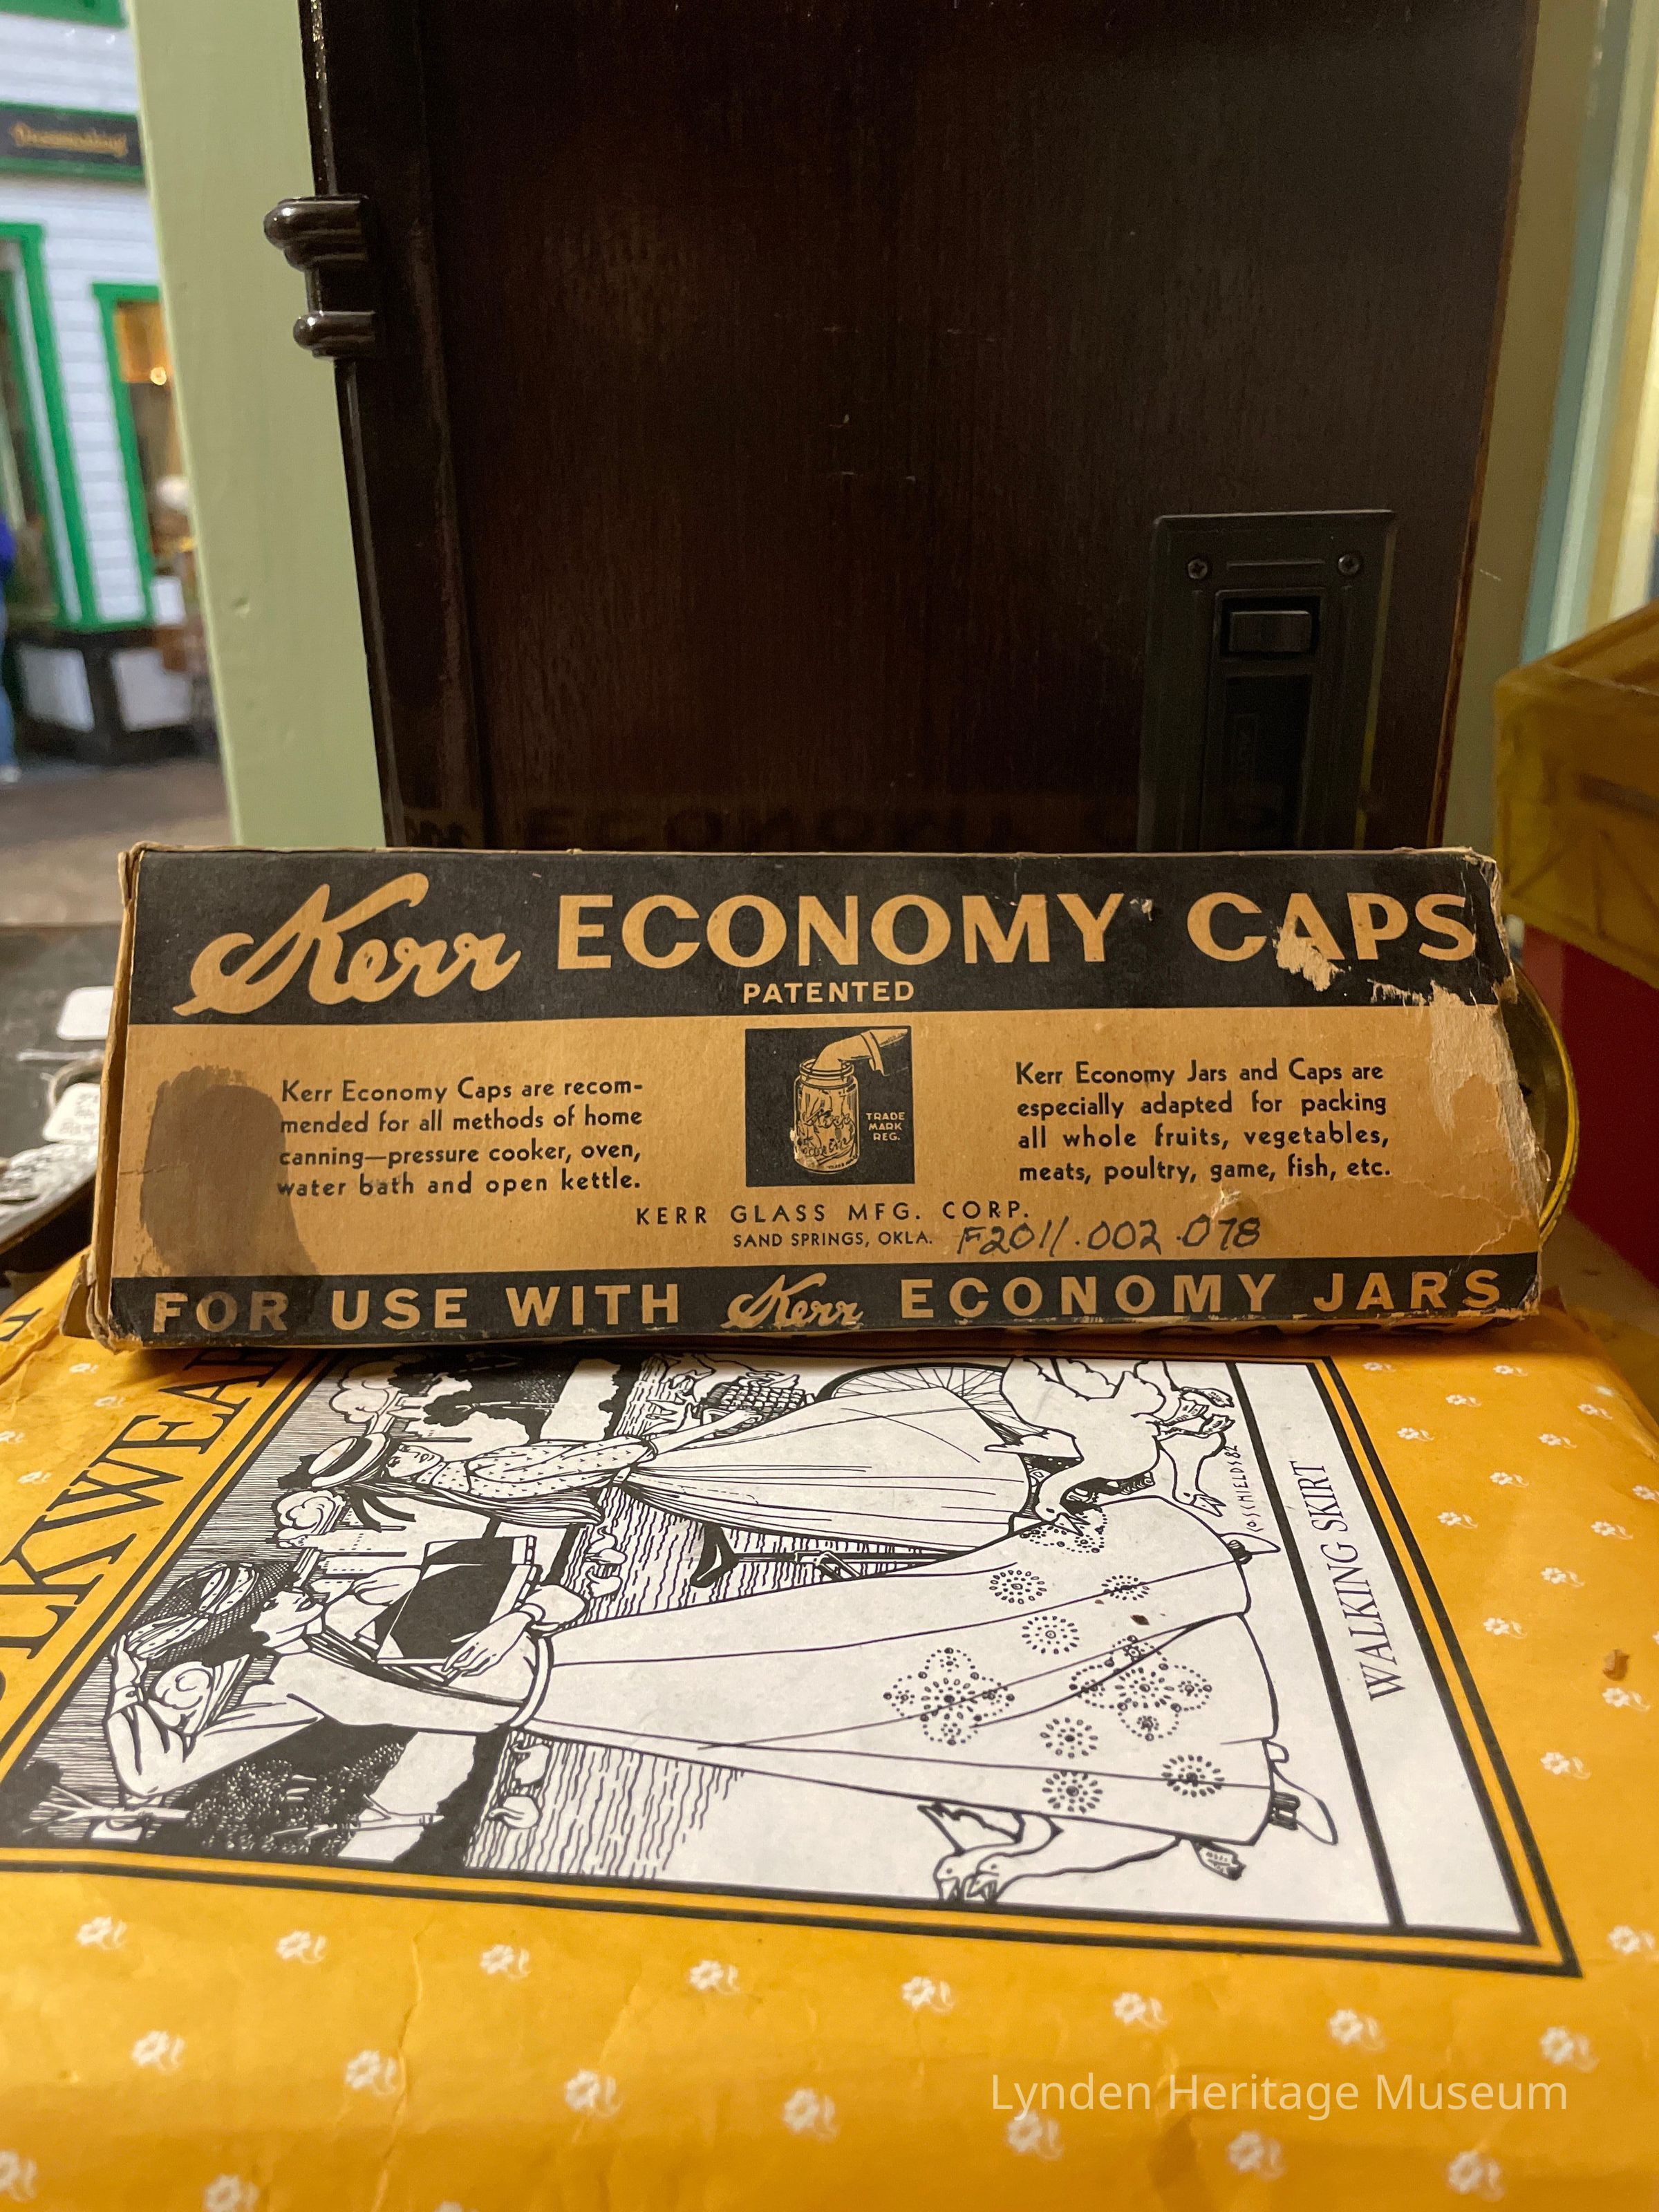 Dressmaking
Kerr ECONOMY CAPS
PATENTED
Kerr Economy Caps are recom-
mended for all methods of home
canning—pressure cooker, oven,
water bath and open kettle.
TRADE
MARK
REG.
Kerr Economy Jars and Caps are
especially adapted for packing
all whole fruits, vegetables,
meats, poultry, game, fish, etc.
KERR GLASS MFG. CORP.
SAND SPRINGS, OKLA. F2011.002.078
FOR USE WITH Kerr ECONOMY JARS
WALKING SKIRT
Lynden Heritage Museum